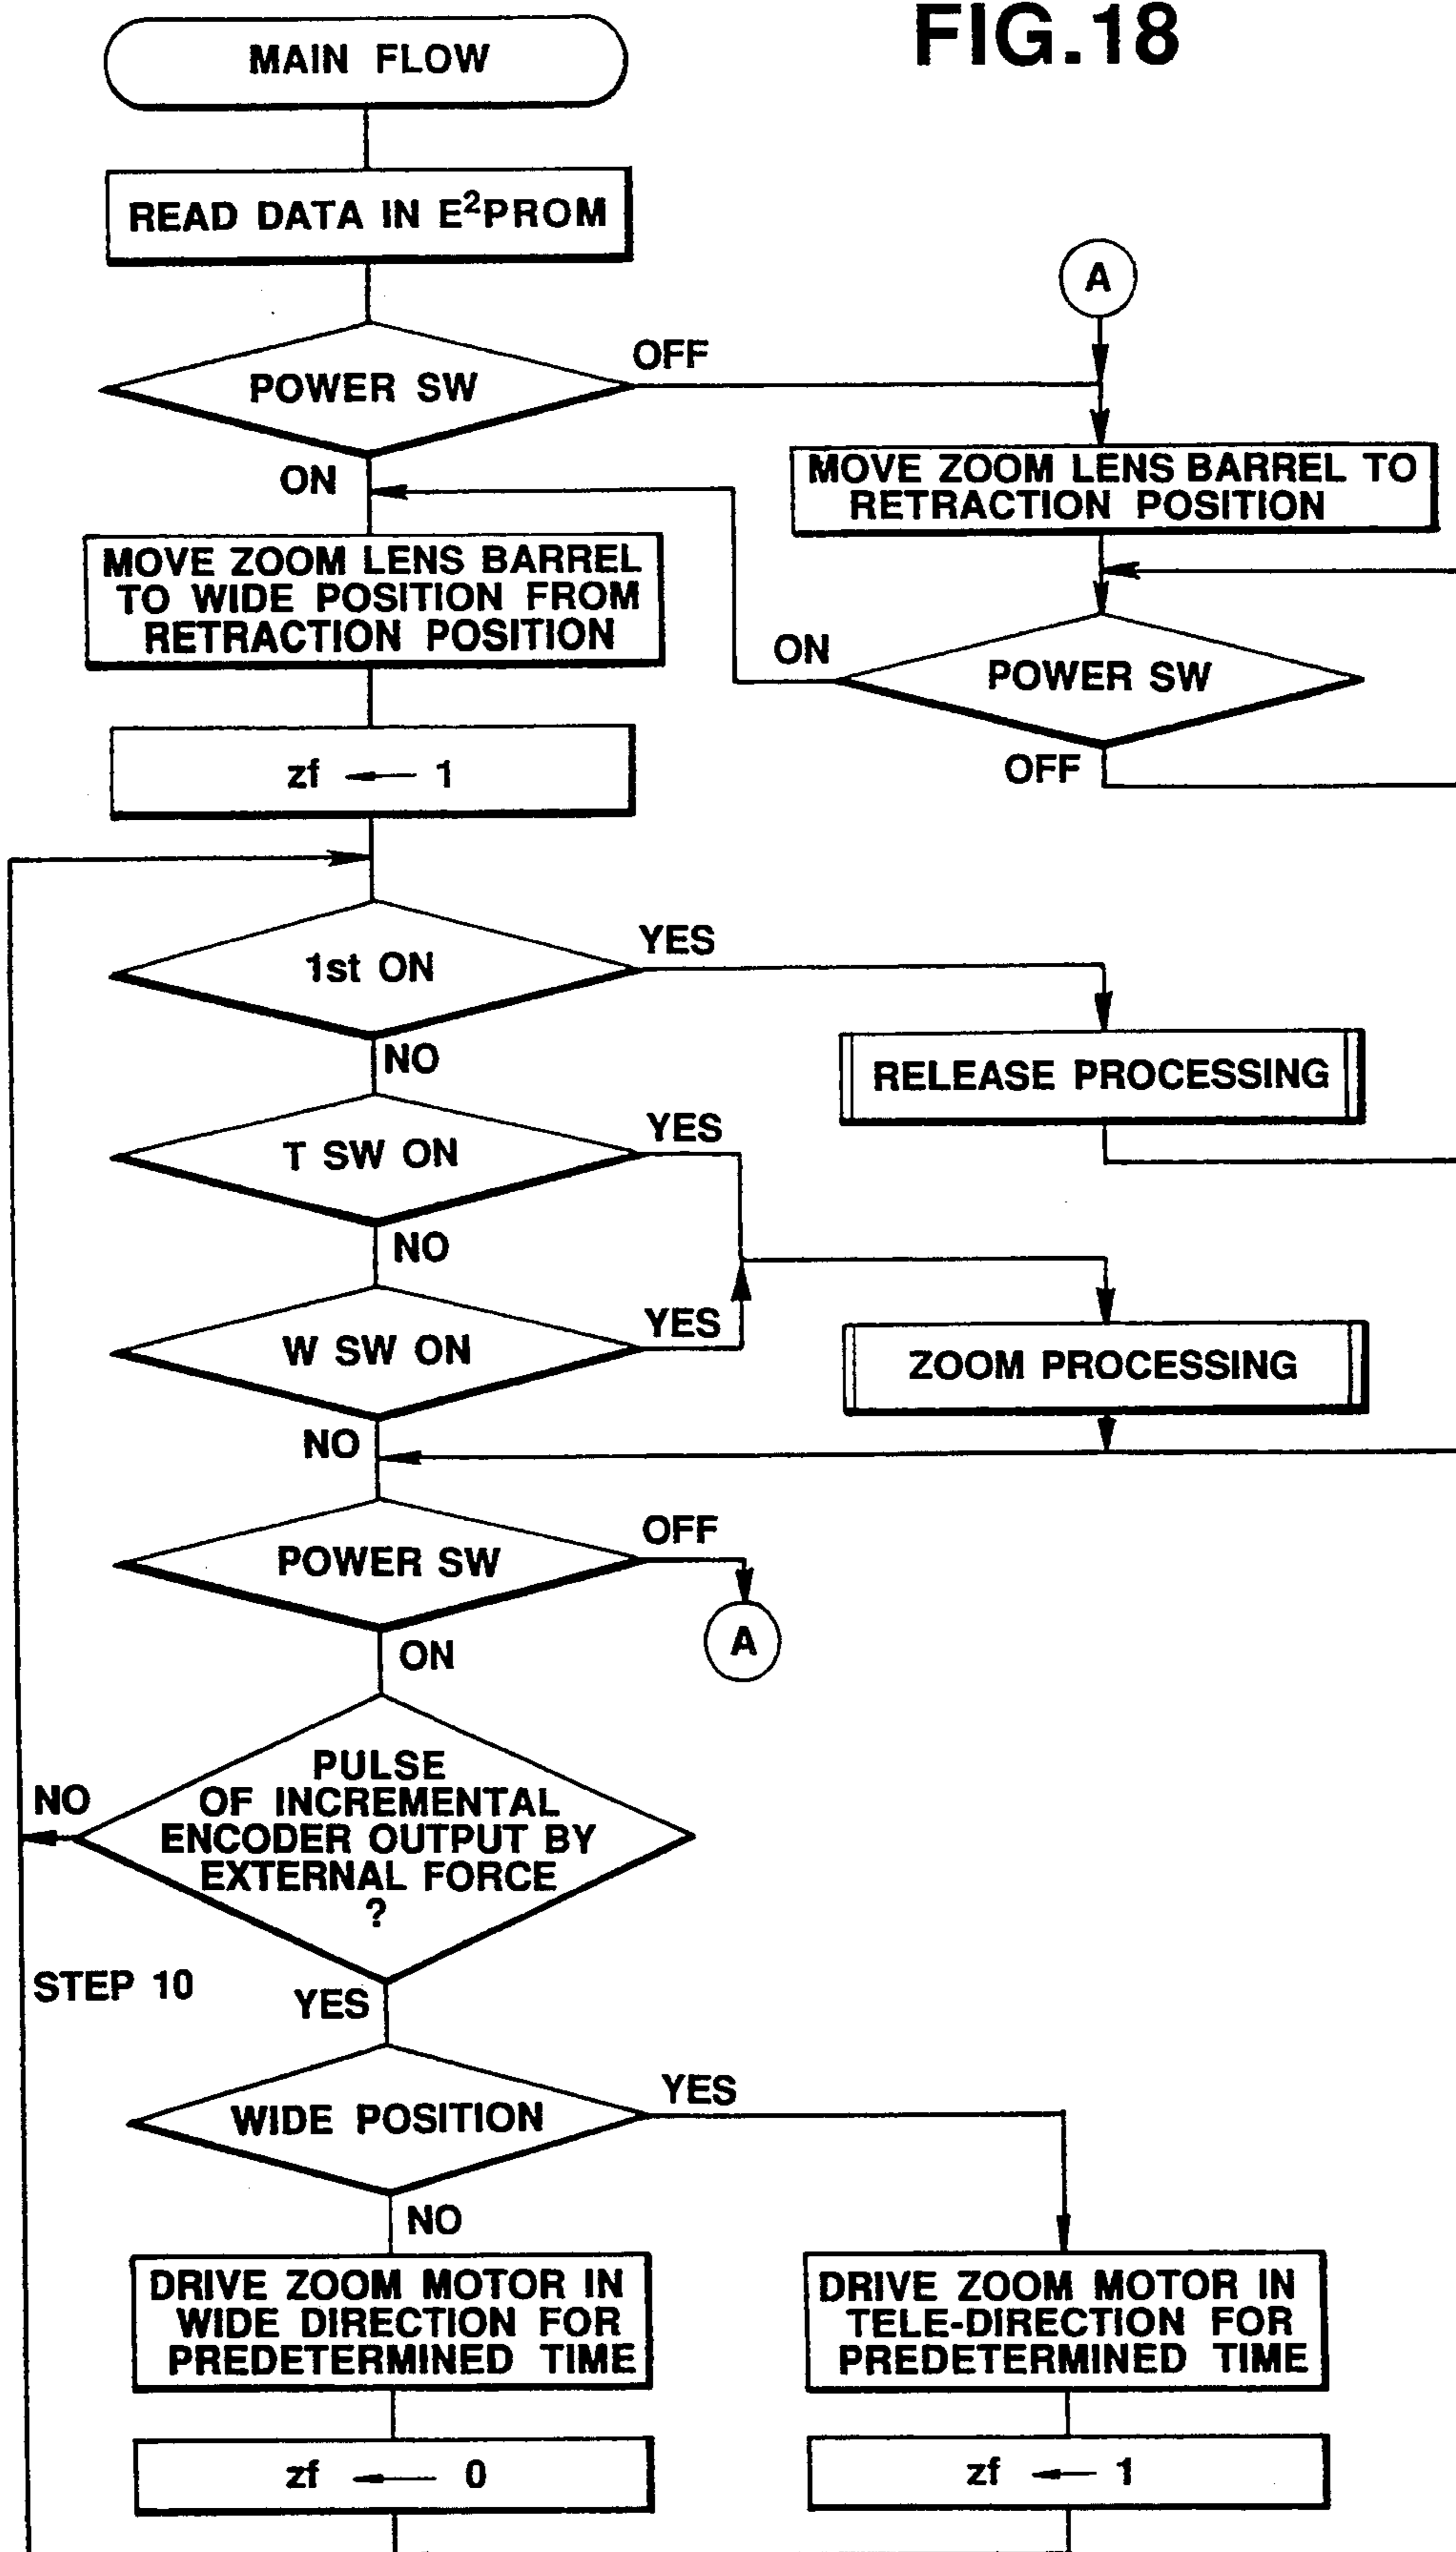 FIG.18
MAIN FLOW
READ DATA IN E²PROM
A
POWER SW
OFF
ON
MOVE ZOOM LENS BARREL TO
RETRACTION POSITION
MOVE ZOOM LENS BARREL
TO WIDE POSITION FROM
RETRACTION POSITION
ON
POWER SW
OFF
zf ← 1
1st ON
YES
NO
RELEASE PROCESSING
T SW ON
YES
NO
W SW ON
YES
ZOOM PROCESSING
NO
POWER SW
OFF
A
ON
PULSE
OF INCREMENTAL
ENCODER OUTPUT BY
EXTERNAL FORCE
?
NO
STEP 10
YES
WIDE POSITION
YES
NO
DRIVE ZOOM MOTOR IN
WIDE DIRECTION FOR
PREDETERMINED TIME
DRIVE ZOOM MOTOR IN
TELE-DIRECTION FOR
PREDETERMINED TIME
zf ← 0
zf ← 1